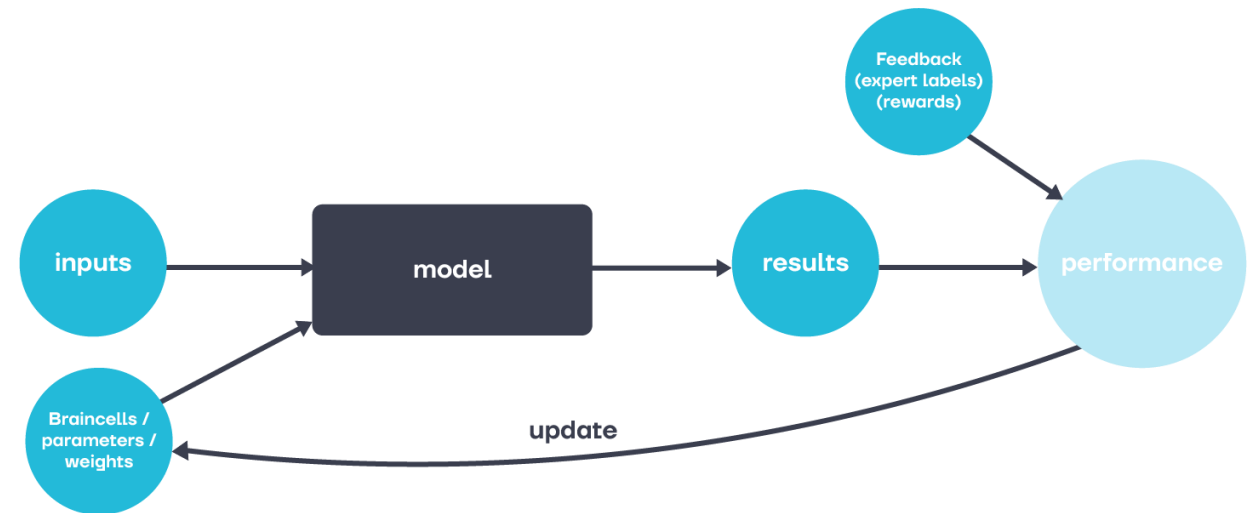 Feedback
(expert labels)
(rewards)
inputs
model
results
performance
Braincells /
parameters /
weights
update